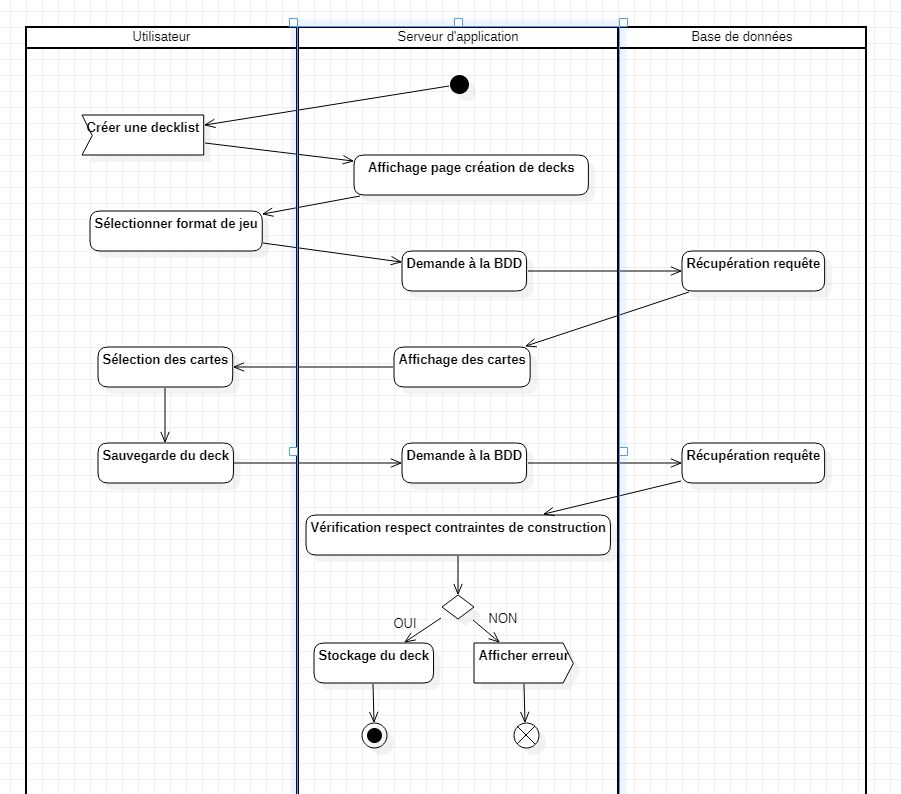 Utilisateur
Serveur d'application
Base de données
Créer une decklist
Affichage page création de decks
Sélectionner format de jeu
Demande à la BDD
Récupération requête
Sélection des cartes
Affichage des cartes
Sauvegarde du deck
Demande à la BDD
Récupération requête
Vérification respect contraintes de construction
OUI
NON
Stockage du deck
Afficher erreur